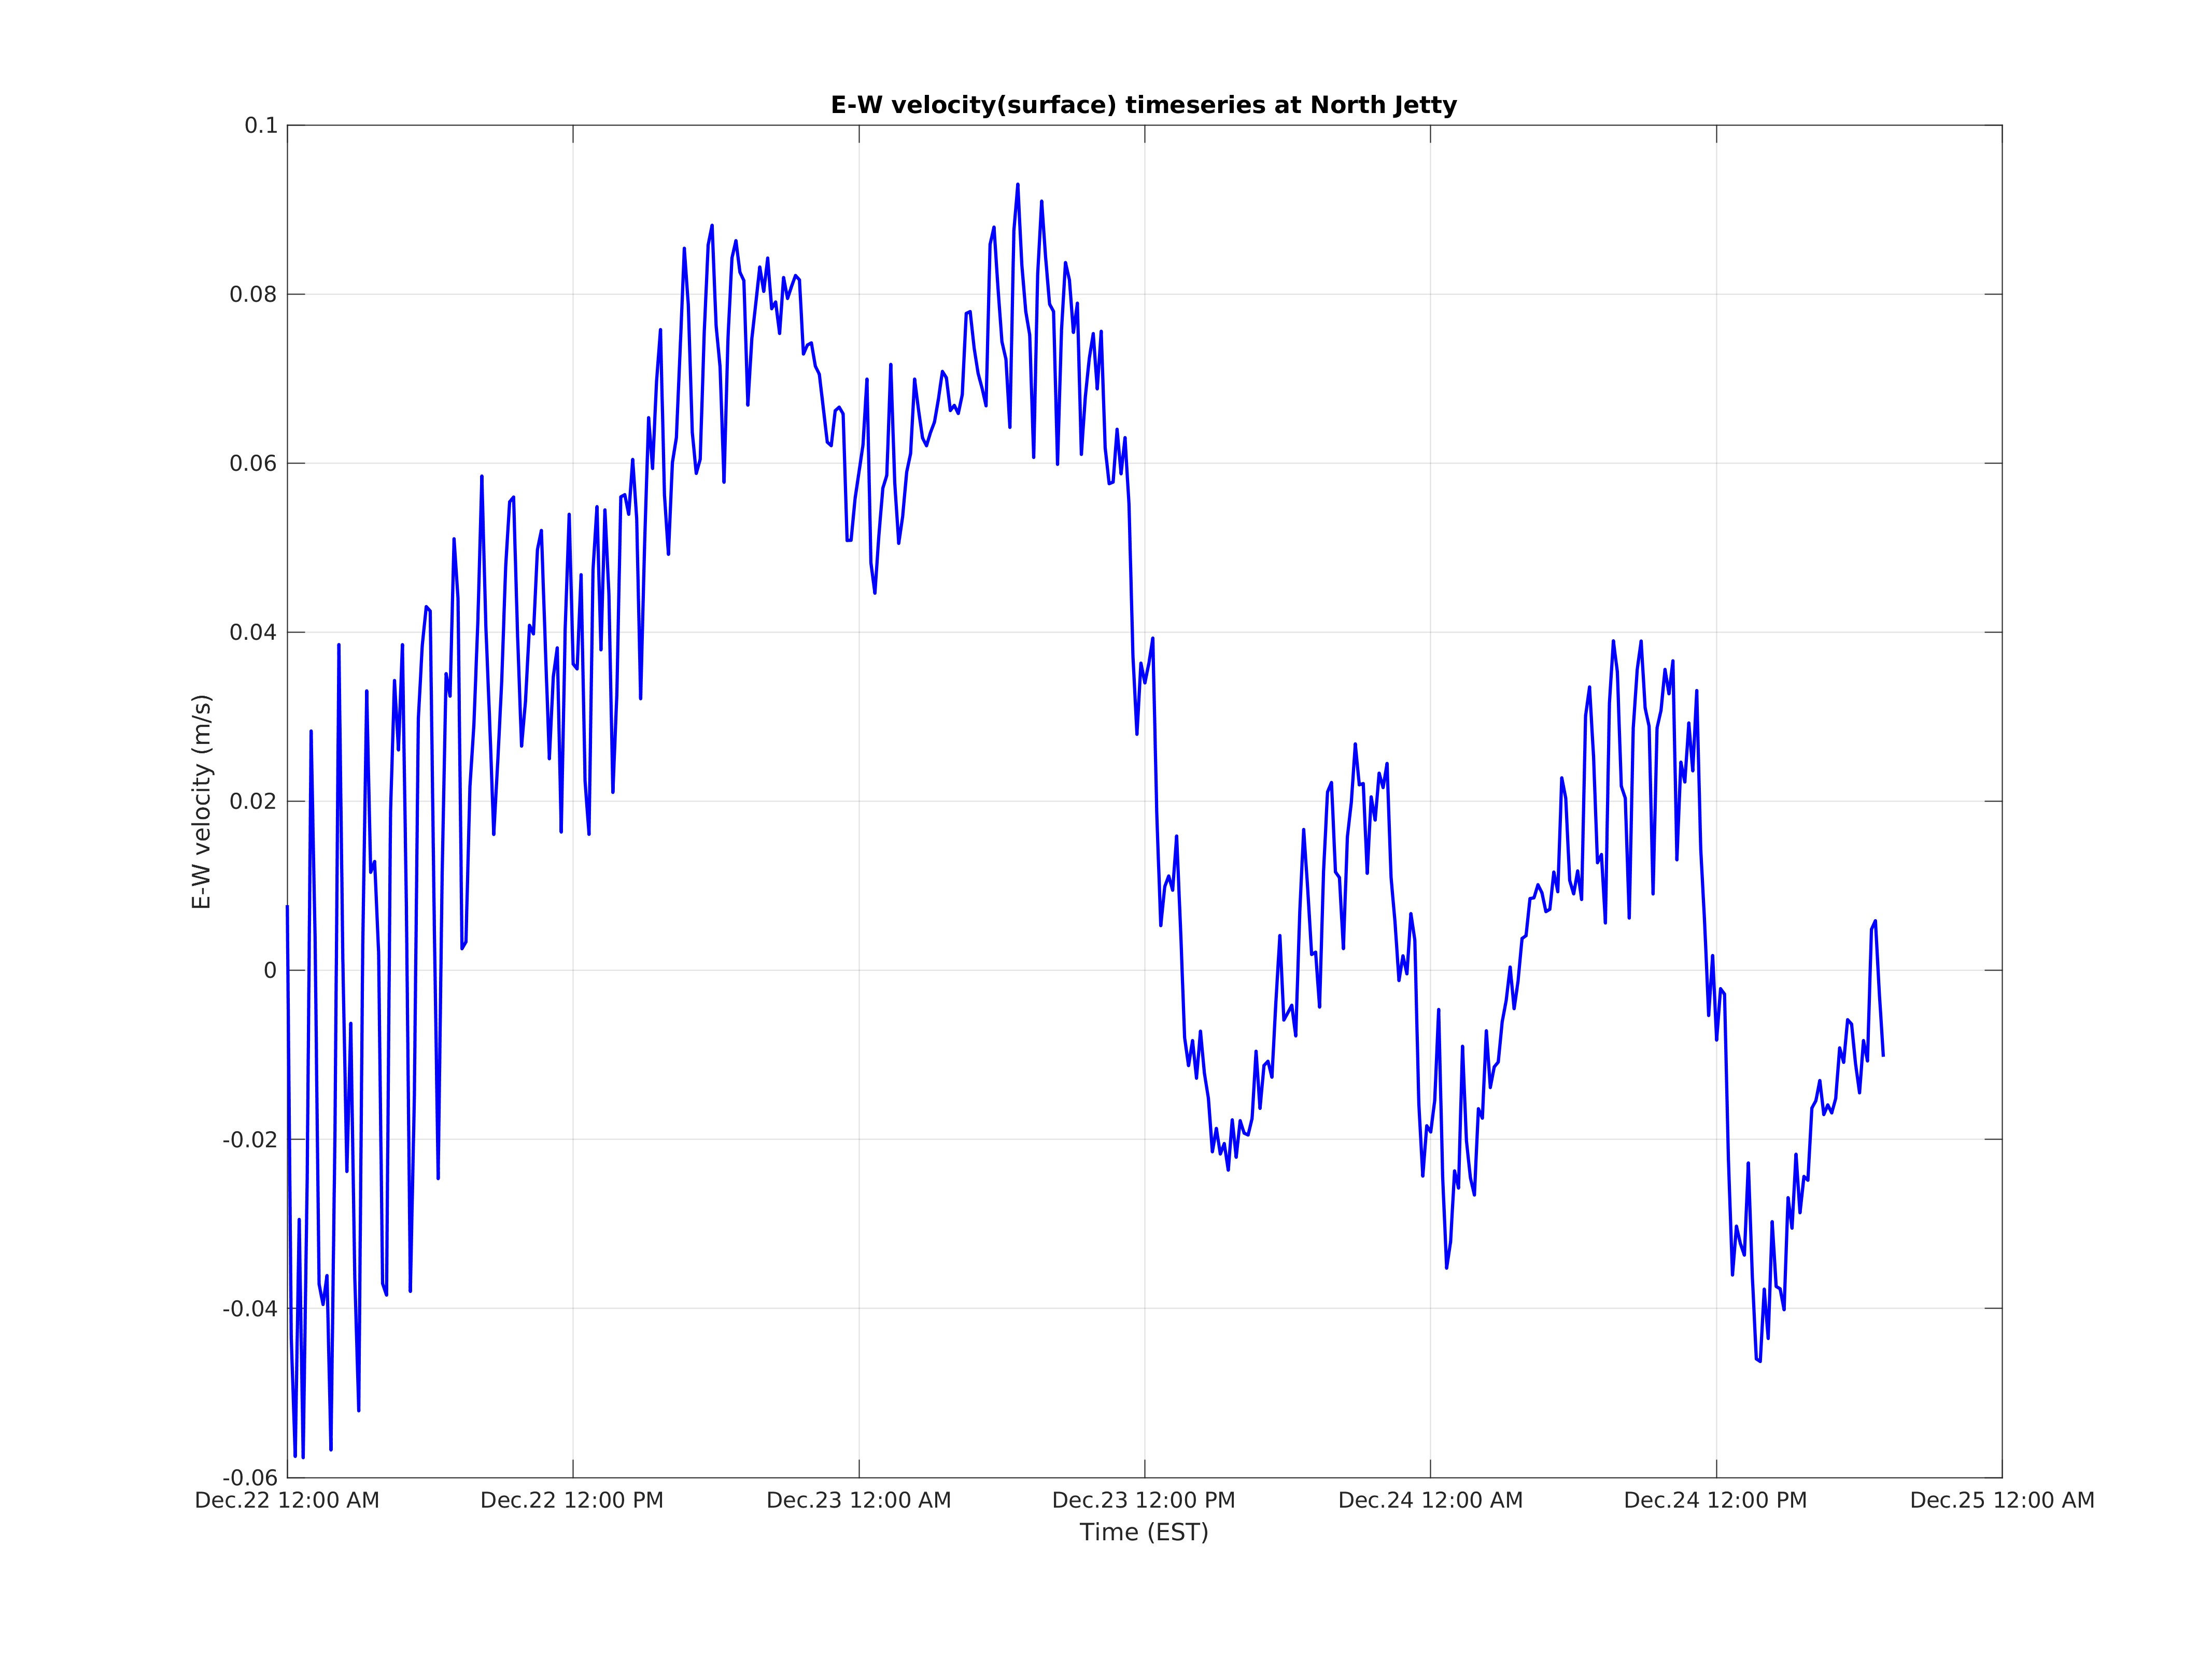 E-W velocity(surface) timeseries at North Jetty
0.1
0.08
0.06
0.04
0.02
0
-0.02
-0.04
-0.06
E-W velocity (m/s)
Dec.22 12:00 AM
Dec.22 12:00 PM
Dec.23 12:00 AM
Dec.23 12:00 PM
Dec.24 12:00 AM
Dec.24 12:00 PM
Dec.25 12:00 AM
Time (EST)